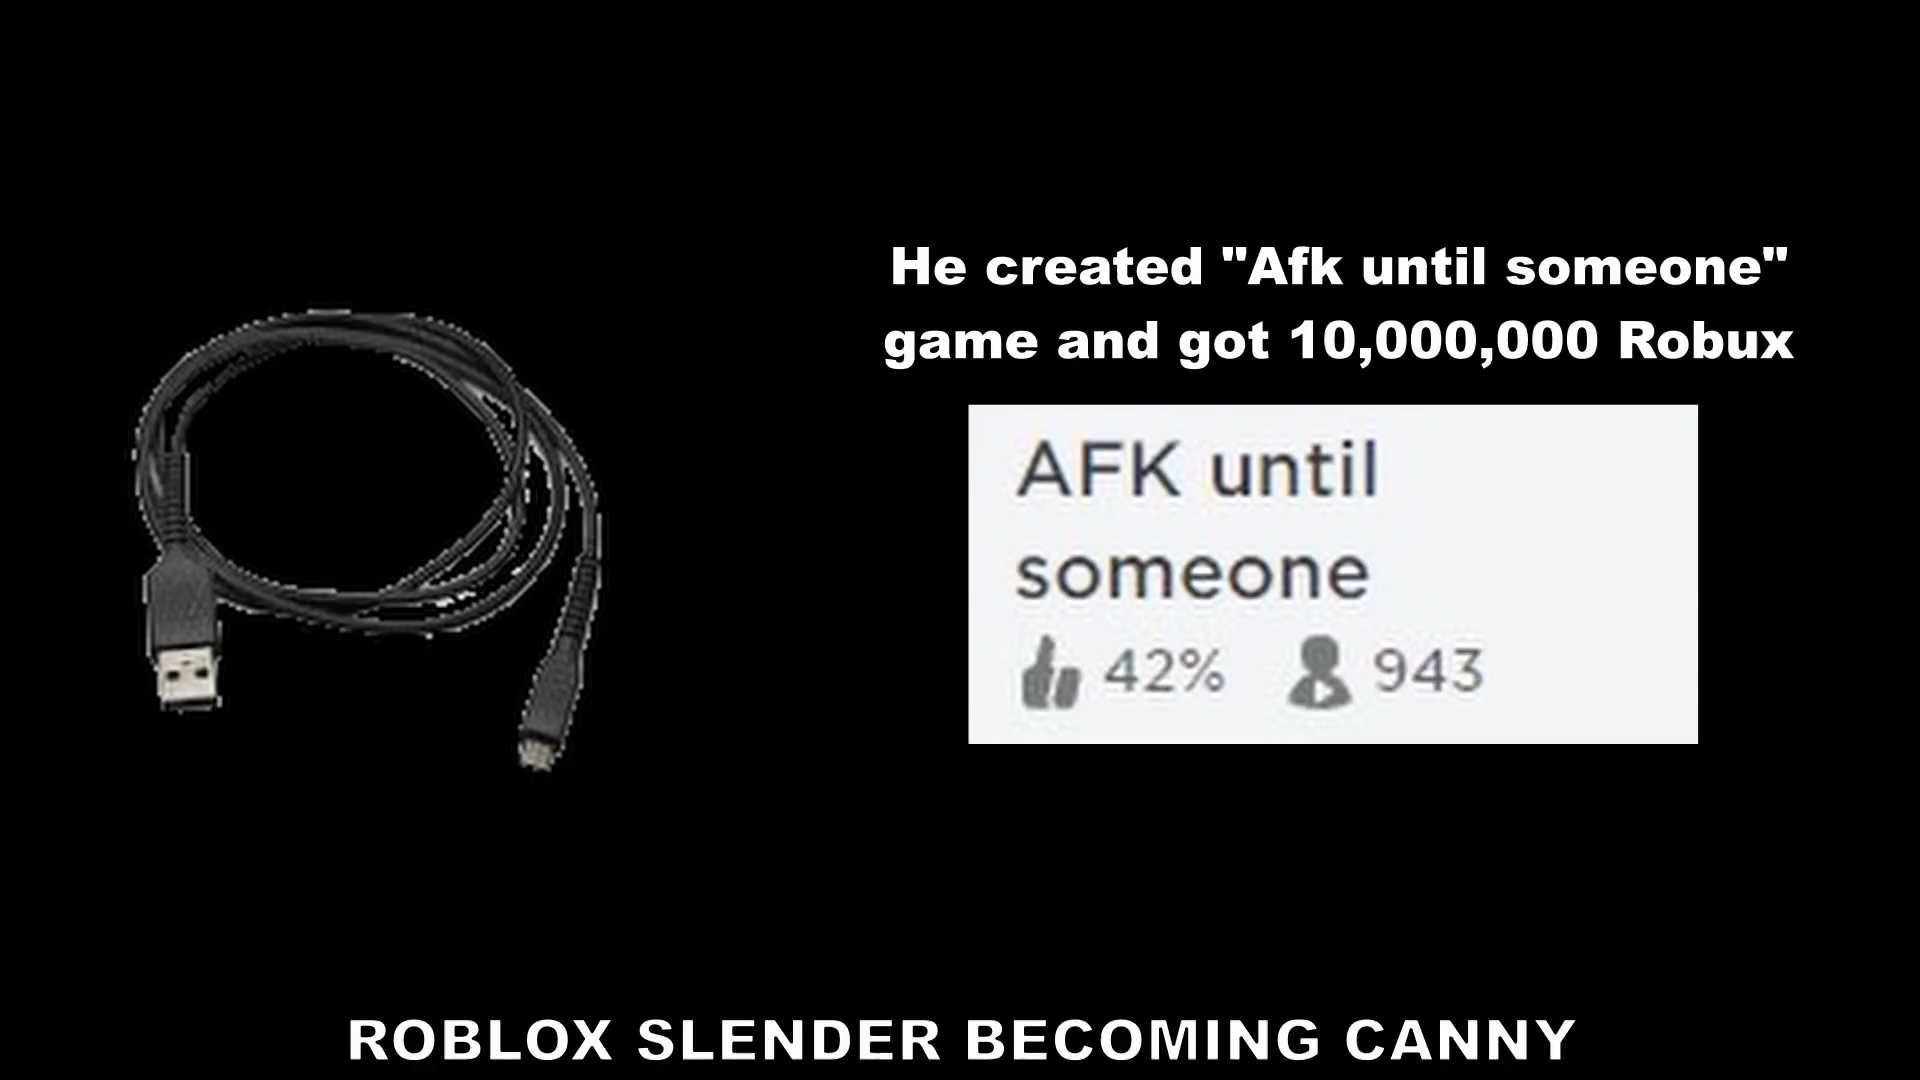 He created "Afk until someone"
game and got 10,000,000 Robux
AFK until
someone
42% 943
ROBLOX SLENDER BECOMING CANNY